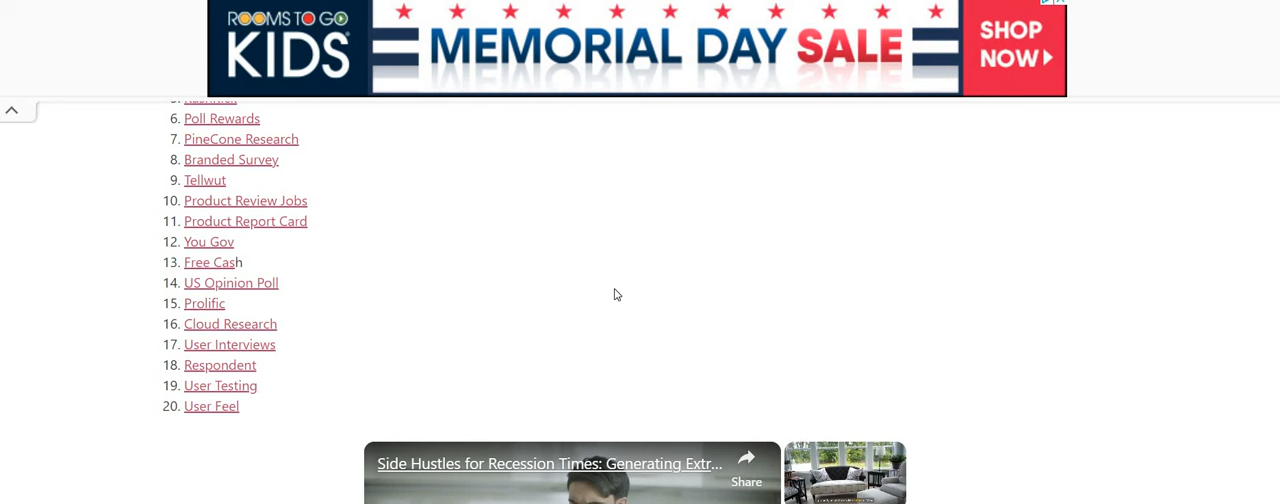 ROOMS TO GO
KIDS
MEMORIAL DAY SALE
SHOP
NOW
6. Poll Rewards
7. PineCone Research
8. Branded Survey
9. Tellwut
10. Product Review Jobs
11. Product Report Card
12. You Gov
13. Free Cash
14. US Opinion Poll
15. Prolific
16. Cloud Research
17. User Interviews
18. Respondent
19. User Testing
20. User Feel
Side Hustles for Recession Times: Generating Extr...
Share